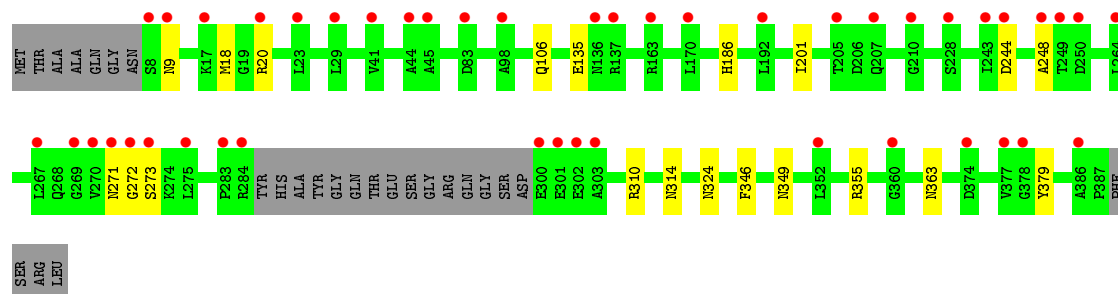 MET THR ALA ALA GLN GLY ASN S8 N9 K17 M18 G19 R20 L23 L29 V41 A44 A45 D83 A98 Q106 E135 N136 R137 R163 L170 H186 L192 I201 T205 D206 Q207 G210 S228 I243 D244 A248 T249 D250 L264
L267 Q268 G269 V270 N271 G272 S273 K274 L275 P283 R284 TYR HIS ALA TYR GLY GLN THR GLU SER GLY ARG GLN GLY SER ASP E300 E301 E302 A303 R310 N314 N324 F346 N349 L352 R355 G360 N363 D374 V377 G378 Y379 A386 P387 PHE
SER ARG LEU